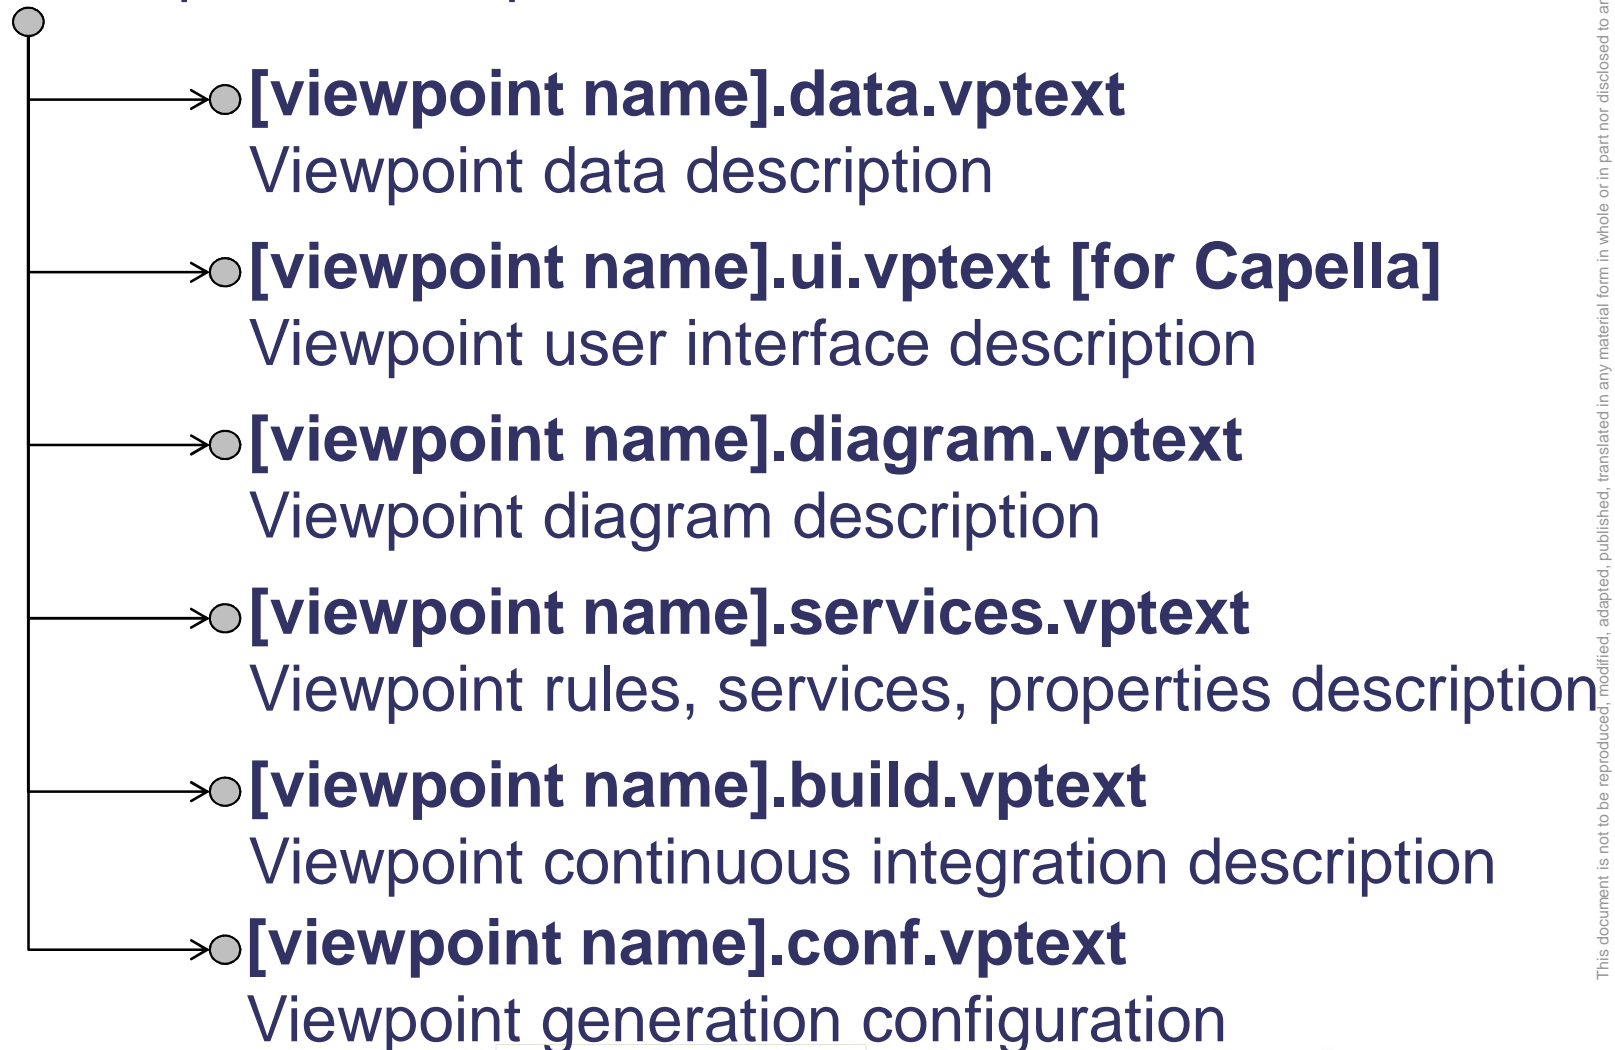 [viewpoint name].data.vptext
Viewpoint data description
[viewpoint name].ui.vptext [for Capella]
Viewpoint user interface description
[viewpoint name].diagram.vptext
Viewpoint diagram description
[viewpoint name].services.vptext
Viewpoint rules, services, properties description
[viewpoint name].build.vptext
Viewpoint continuous integration description
[viewpoint name].conf.vptext
Viewpoint generation configuration
This document is not to be reproduced, modified, adapted, published, translated in any material form in whole or in part nor disclosed to